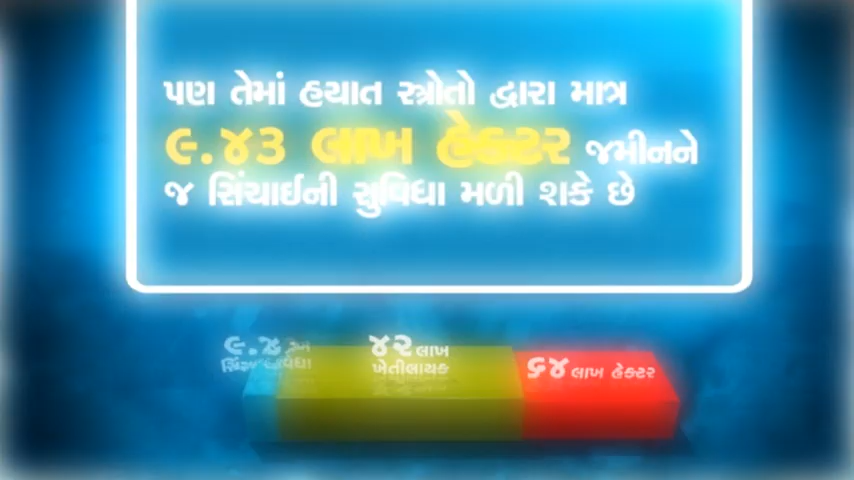 પણ તેમાં હયાત સ્ત્રોતો દ્વારા માત્ર
૯.૪૩ લાખ હેક્ટર જમીનને
જ સિંચાઈની સુવિધા મળી શકે છે
૪૨ લાખ
ખેતીલાયક
૬૪ લાખ હેક્ટર